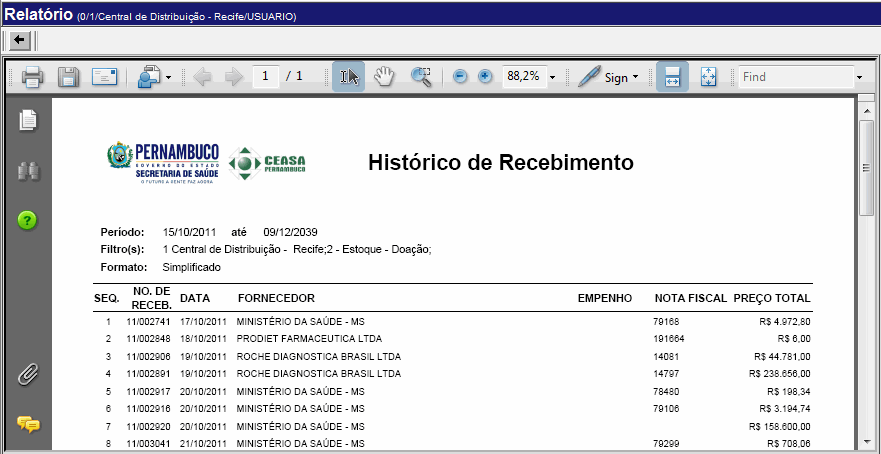 Relatório (0/1/Central de Distribuição - Recife/USUARIO)
1 / 1 88,2% Sign Find
PERNAMBUCO
GOVERNO DO ESTADO
SECRETARIA DE SAÚDE
O FUTURO A GENTE FAZ AGORA
CEASA
PERNAMBUCO
Histórico de Recebimento
Período: 15/10/2011 até 09/12/2039
Filtro(s): 1 Central de Distribuição - Recife;2 - Estoque - Doação;
Formato: Simplificado
SEQ. NO. DE RECEB. DATA FORNECEDOR EMPENHO NOTA FISCAL PREÇO TOTAL
1 11/002741 17/10/2011 MINISTÉRIO DA SAÚDE - MS 79168 R$ 4.972,80
2 11/002848 18/10/2011 PRODIET FARMACEUTICA LTDA 191664 R$ 6,00
3 11/002906 19/10/2011 ROCHE DIAGNOSTICA BRASIL LTDA 14081 R$ 44.781,00
4 11/002891 19/10/2011 ROCHE DIAGNOSTICA BRASIL LTDA 14797 R$ 238.656,00
5 11/002917 20/10/2011 MINISTÉRIO DA SAÚDE - MS 78480 R$ 198,34
6 11/002916 20/10/2011 MINISTÉRIO DA SAÚDE - MS 79106 R$ 3.194,74
7 11/002920 20/10/2011 MINISTÉRIO DA SAÚDE - MS R$ 158.600,00
8 11/003041 21/10/2011 MINISTÉRIO DA SAÚDE - MS 79299 R$ 708,06